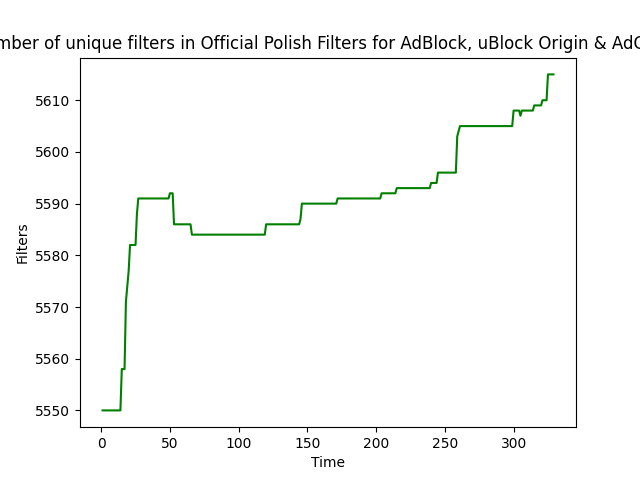 mber of unique filters in Official Polish Filters for AdBlock, uBlock Origin & AdG
5610
5600
5590
5580
5570
5560
5550
Filters
0 50 100 150 200 250 300
Time